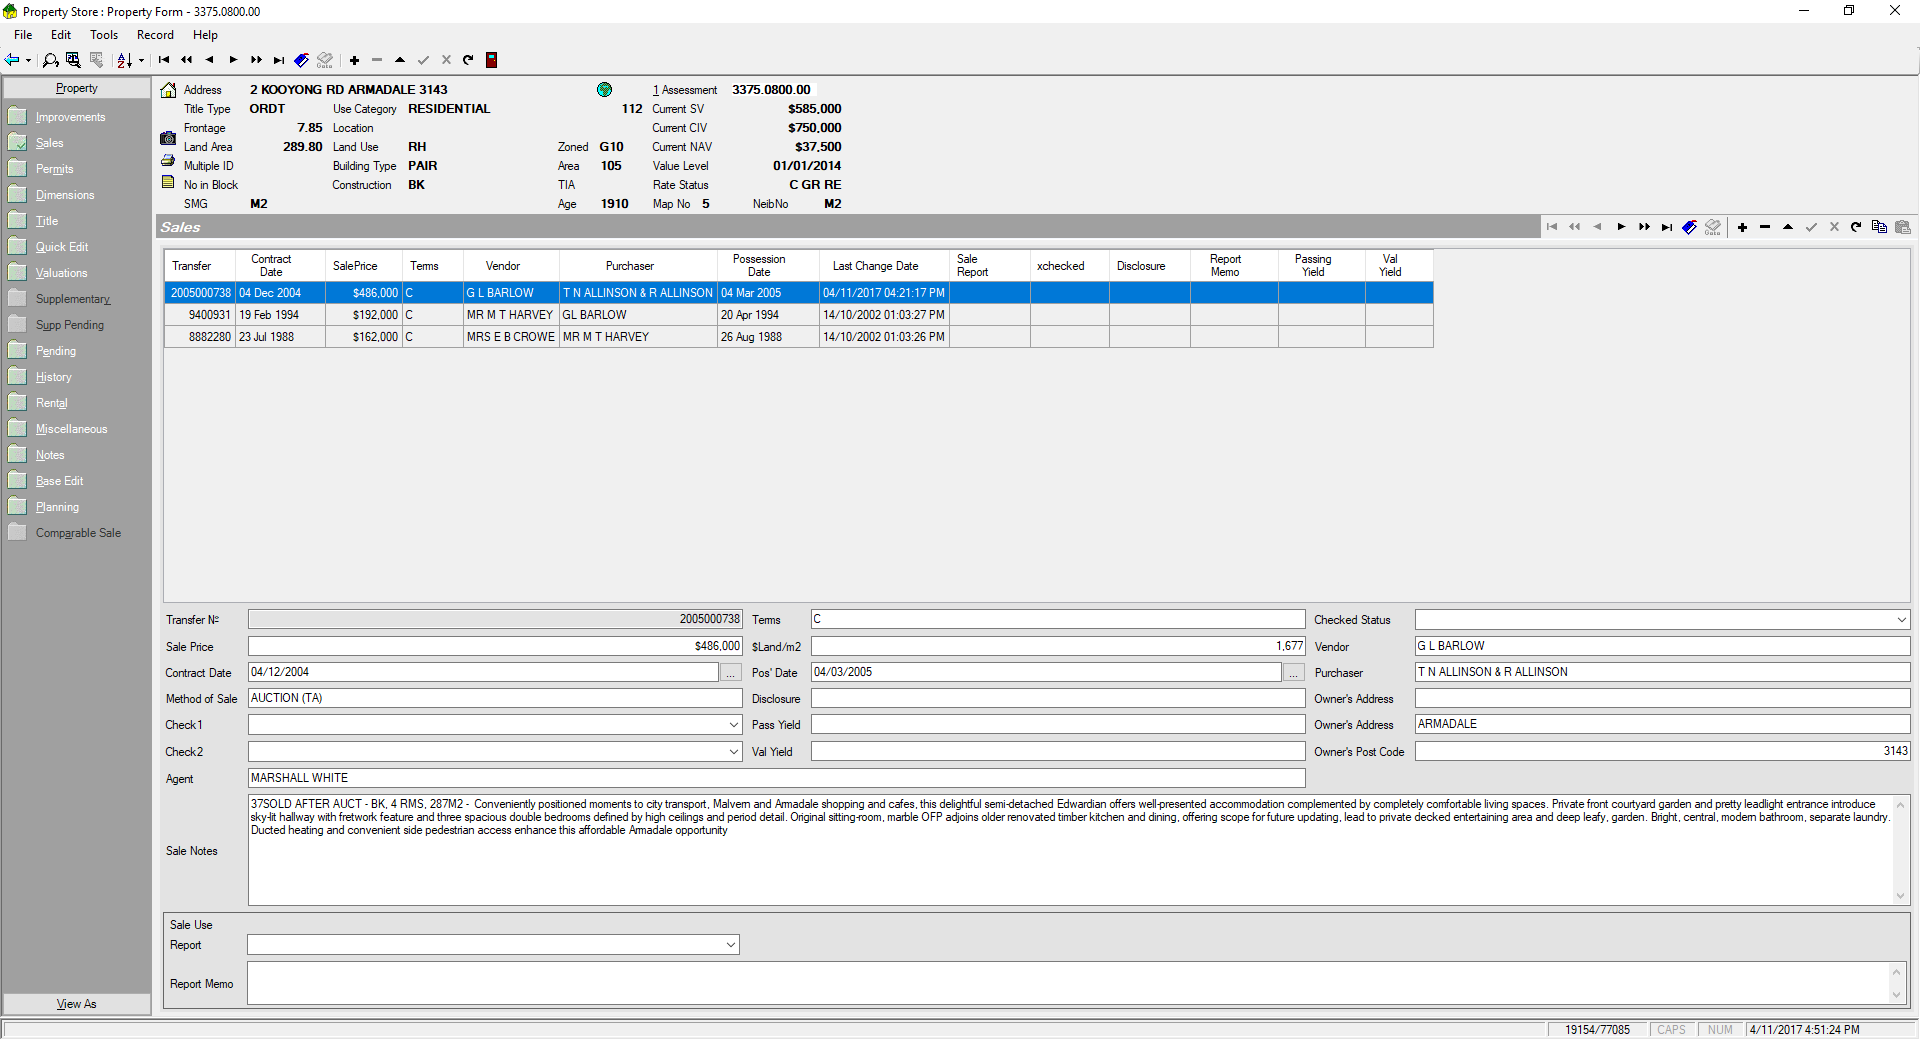 Property Store : Property Form - 3375.0800.00
File Edit Tools Record Help
Property
Improvements
Sales
Permits
Dimensions
Title
Quick Edit
Valuations
Supplementary
Supp Pending
Pending
History
Rental
Miscellaneous
Notes
Base Edit
Planning
Comparable Sale
View As
Address 2 KOOYONG RD ARMADALE 3143 1 Assessment 3375.0800.00
Title Type ORDT Use Category RESIDENTIAL 112 Current SV $585,000
Frontage 7.85 Location Current CIV $750,000
Land Area 289.80 Land Use RH Zoned G10 Current NAV $37,500
Multiple ID Building Type PAIR Area 105 Value Level 01/01/2014
No in Block Construction BK TIA Rate Status C GR RE
SMG M2 Age 1910 Map No 5 NeibNo M2
Sales
Transfer Contract Date SalePrice Terms Vendor Purchaser Possession Date Last Change Date Sale Report xchecked Disclosure Report Memo Passing Yield Val Yield
2005000738 04 Dec 2004 $486,000 C G L BARLOW T N ALLINSON & R ALLINSON 04 Mar 2005 04/11/2017 04:21:17 PM
9400931 19 Feb 1994 $192,000 C MR M T HARVEY GL BARLOW 20 Apr 1994 14/10/2002 01:03:27 PM
8882280 23 Jul 1988 $162,000 C MRS E B CROWE MR M T HARVEY 26 Aug 1988 14/10/2002 01:03:26 PM
Transfer № 2005000738 Terms C Checked Status
Sale Price $486,000 $Land/m2 1,677 Vendor G L BARLOW
Contract Date 04/12/2004 ... Pos' Date 04/03/2005 ... Purchaser T N ALLINSON & R ALLINSON
Method of Sale AUCTION (TA) Disclosure Owner's Address
Check1 Pass Yield Owner's Address ARMADALE
Check2 Val Yield Owner's Post Code 3143
Agent MARSHALL WHITE
Sale Notes
37SOLD AFTER AUCT - BK, 4 RMS, 287M2 - Conveniently positioned moments to city transport, Malvern and Armadale shopping and cafes, this delightful semi-detached Edwardian offers well-presented accommodation complemented by completely comfortable living spaces. Private front courtyard garden and pretty leadlight entrance introduce
sky-lit hallway with fretwork feature and three spacious double bedrooms defined by high ceilings and period detail. Original sitting-room, marble OFP adjoins older renovated timber kitchen and dining, offering scope for future updating, lead to private decked entertaining area and deep leafy, garden. Bright, central, modern bathroom, separate laundry.
Ducted heating and convenient side pedestrian access enhance this affordable Armadale opportunity
Sale Use
Report
Report Memo
19154/77085 CAPS NUM 4/11/2017 4:51:24 PM